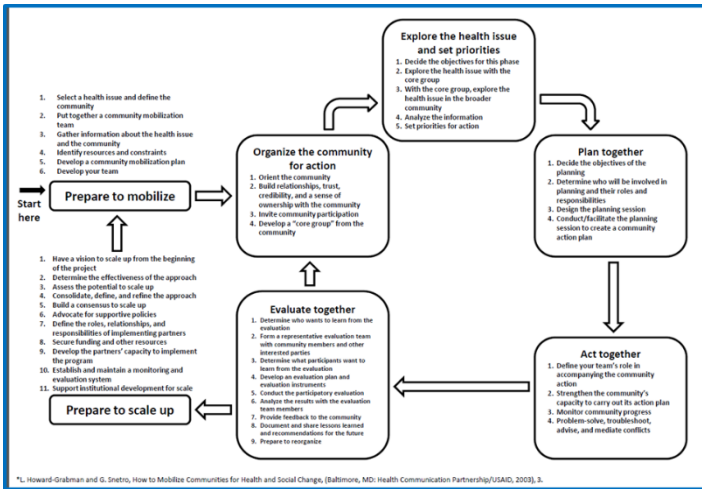 Start
here
1. Select a health issue and define the
community
2. Put together a community mobilization
team
3. Gather information about the health issue and
the community
4. Identify resources and constraints
5. Develop a community mobilization plan
6. Develop your team
Prepare to mobilize
Organize the community
for action
1. Orient the community
2. Build relationships, trust,
credibility, and a sense of
ownership with the community
3. Invite community participation
4. Develop a "core group" from the
community
Explore the health issue
and set priorities
1. Decide the objectives for this phase
2. Explore the health issue with the
core group
3. With the core group, explore the
health issue in the broader
community
4. Analyze the information
5. Set priorities for action
Plan together
1. Decide the objectives of the
planning
2. Determine who will be involved in
planning and their roles and
responsibilities
3. Design the planning session
4. Conduct/facilitate the planning
session to create a community
action plan
Act together
1. Define your team's role in
accompanying the community
action
2. Strengthen the community's
capacity to carry out its action plan
3. Monitor community progress
4. Problem-solve, troubleshoot,
advise, and mediate conflicts
Evaluate together
1. Determine who wants to learn from the
evaluation
2. Form a representative evaluation team
with community members and other
interested parties
3. Determine what participants want to
learn from the evaluation
4. Develop an evaluation plan and
evaluation instruments
5. Conduct the participatory evaluation
6. Analyze the results with the evaluation
team members
7. Provide feedback to the community
8. Document and share lessons learned
and recommendations for the future
9. Prepare to reorganize
1. Have a vision to scale up from the beginning
of the project
2. Determine the effectiveness of the approach
3. Assess the potential to scale up
4. Consolidate, define, and refine the approach
5. Build a consensus to scale up
6. Advocate for supportive policies
7. Define the roles, relationships, and
responsibilities of implementing partners
8. Secure funding and other resources
9. Develop the partners' capacity to implement
the program
10. Establish and maintain a monitoring and
evaluation system
11. Support institutional development for scale
Prepare to scale up
*L. Howard-Grabman and G. Snetro, How to Mobilize Communities for Health and Social Change, (Baltimore, MD: Health Communication Partnership/USAID, 2003), 3.